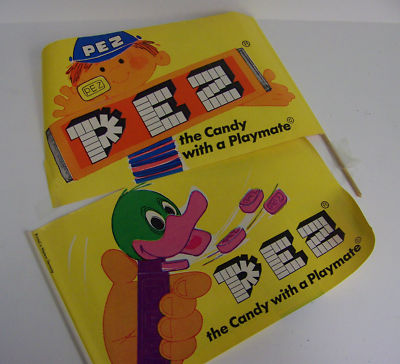 PEZ
PEZ
PEZ
®
the Candy
with a Playmate©
PEZ
®
the Candy with a Playmate©